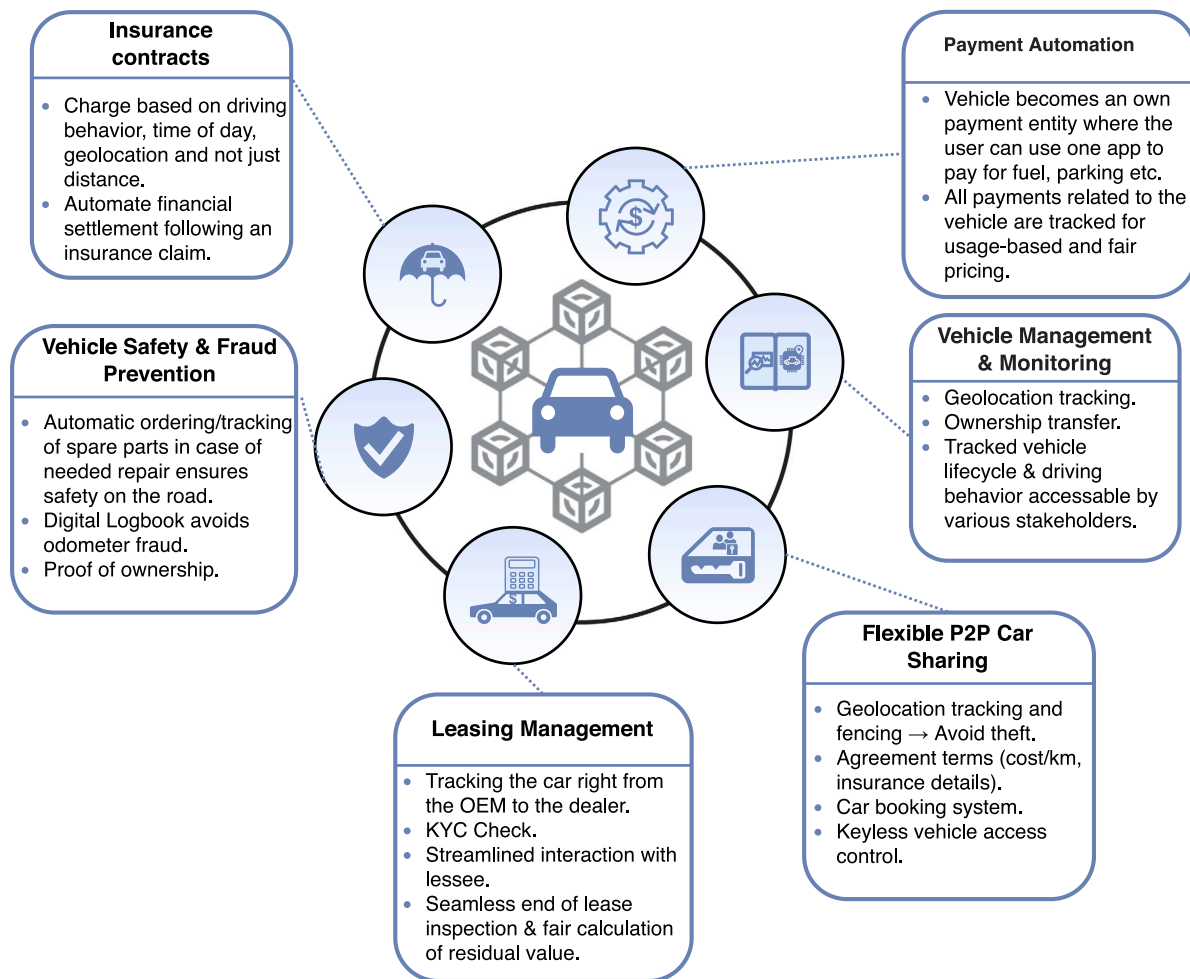 Insurance
contracts
• Charge based on driving
behavior, time of day,
geolocation and not just
distance.
• Automate financial
settlement following an
insurance claim.
Payment Automation
• Vehicle becomes an own
payment entity where the
user can use one app to
pay for fuel, parking etc.
• All payments related to the
vehicle are tracked for
usage-based and fair
pricing.
$
Vehicle Safety & Fraud
Prevention
• Automatic ordering/tracking
of spare parts in case of
needed repair ensures
safety on the road.
• Digital Logbook avoids
odometer fraud.
• Proof of ownership.
Vehicle Management
& Monitoring
• Geolocation tracking.
• Ownership transfer.
• Tracked vehicle
lifecycle & driving
behavior accessable by
various stakeholders.
$
Leasing Management
• Tracking the car right from
the OEM to the dealer.
• KYC Check.
• Streamlined interaction with
lessee.
• Seamless end of lease
inspection & fair calculation
of residual value.
Flexible P2P Car
Sharing
• Geolocation tracking and
fencing → Avoid theft.
• Agreement terms (cost/km,
insurance details).
• Car booking system.
• Keyless vehicle access
control.